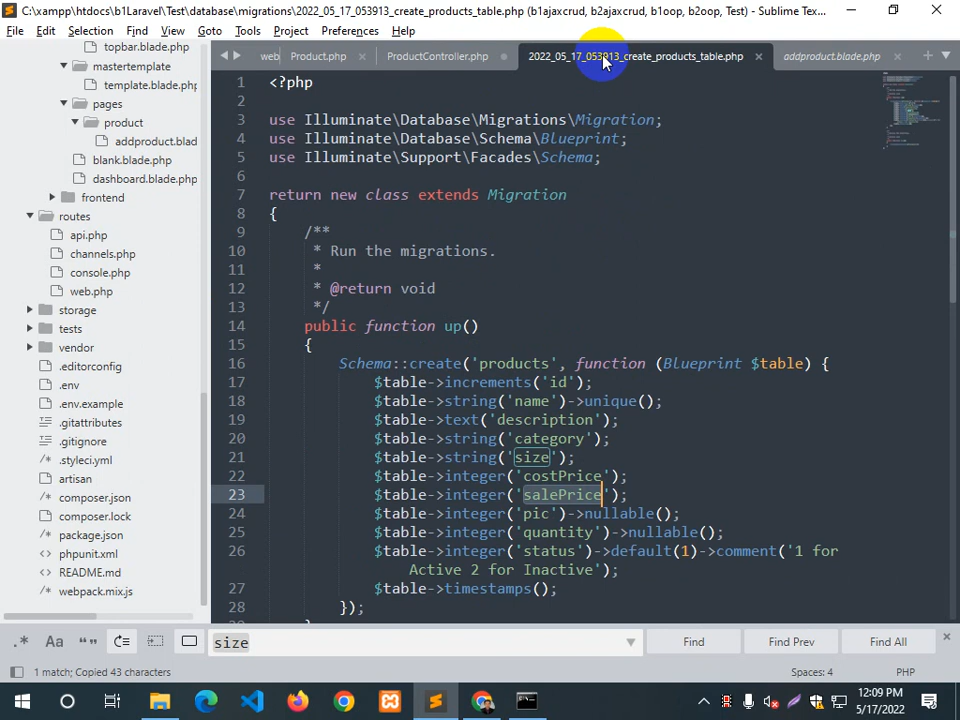 C:\xampp\htdocs\b1Laravel\Test\database\migrations\2022_05_17_053913_create_products_table.php (b1ajaxcrud, b2ajaxcrud, b1oop, b2oop, Test) - Sublime Tex...
File Edit Selection Find View Goto Tools Project Preferences Help
web Product.php ProductController.php 2022_05_17_053913_create_products_table.php addproduct.blade.php
topbar.blade.php
mastertemplate
template.blade.php
pages
product
addproduct.blad
blank.blade.php
dashboard.blade.php
frontend
routes
api.php
channels.php
console.php
web.php
storage
tests
vendor
.editorconfig
.env
.env.example
.gitattributes
.gitignore
.styleci.yml
artisan
composer.json
composer.lock
package.json
phpunit.xml
README.md
webpack.mix.js
1 <?php
2
3 use Illuminate\Database\Migrations\Migration;
4 use Illuminate\Database\Schema\Blueprint;
5 use Illuminate\Support\Facades\Schema;
6
7 return new class extends Migration
8 {
9 /**
10 * Run the migrations.
11 *
12 * @return void
13 */
14 public function up()
15 {
16 Schema::create('products', function (Blueprint $table) {
17 $table->increments('id');
18 $table->string('name')->unique();
19 $table->text('description');
20 $table->string('category');
21 $table->string('size');
22 $table->integer('costPrice');
23 $table->integer('salePrice');
24 $table->integer('pic')->nullable();
25 $table->integer('quantity')->nullable();
26 $table->integer('status')->default(1)->comment('1 for
Active 2 for Inactive');
27 $table->timestamps();
28 });
.* Aa “” size Find Find Prev Find All
1 match; Copied 43 characters Spaces: 4 PHP
12:09 PM
5/17/2022